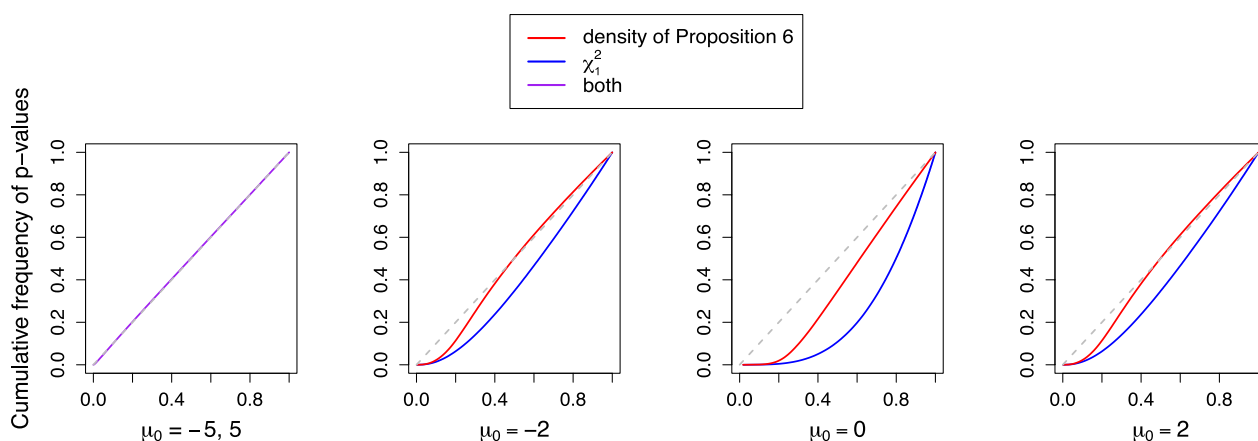 density of Proposition 6
χ²₁
both
Cumulative frequency of p−values
0.0 0.2 0.4 0.6 0.8 1.0
0.0 0.4 0.8
μ₀ = −5, 5
0.0 0.2 0.4 0.6 0.8 1.0
0.0 0.4 0.8
μ₀ = −2
0.0 0.2 0.4 0.6 0.8 1.0
0.0 0.4 0.8
μ₀ = 0
0.0 0.2 0.4 0.6 0.8 1.0
0.0 0.4 0.8
μ₀ = 2